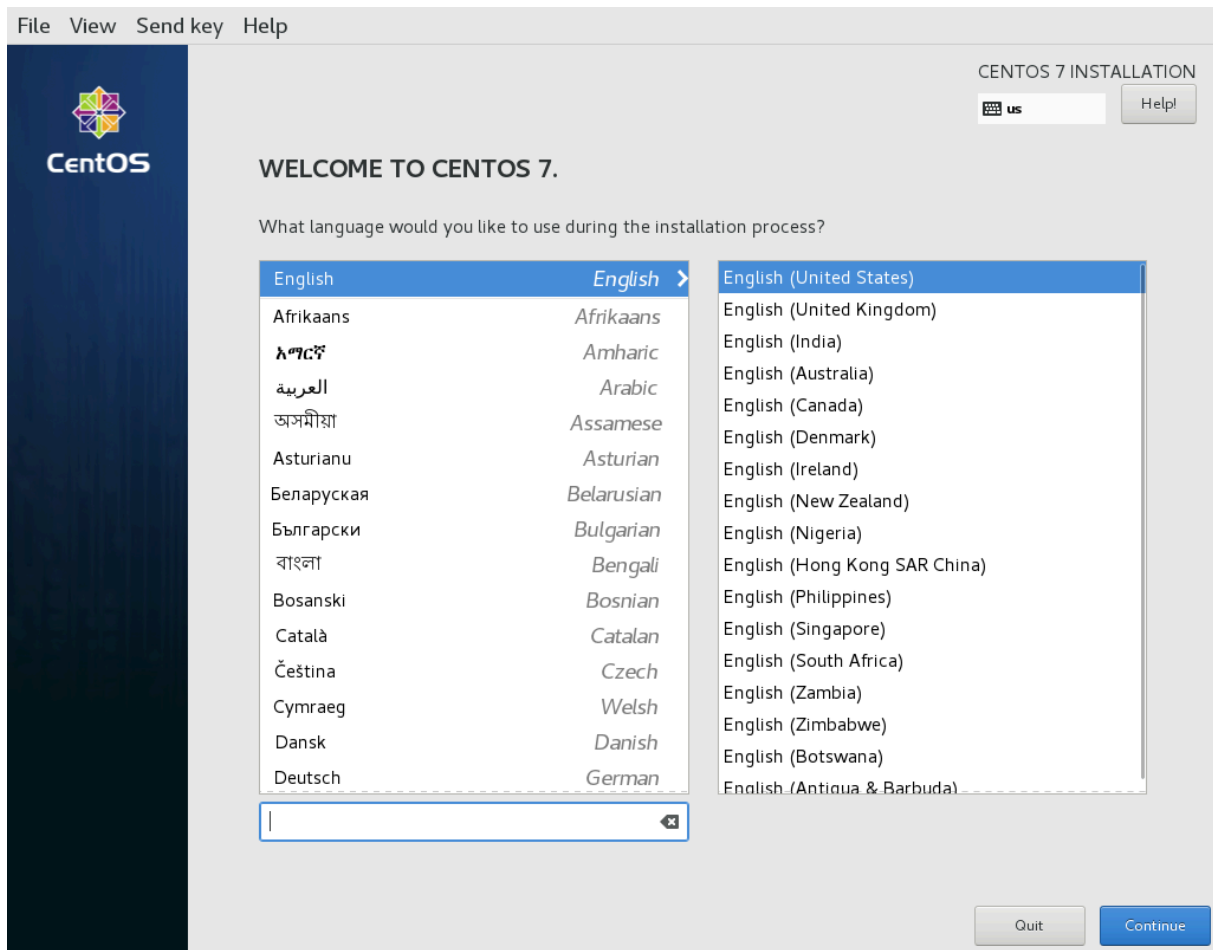 File View Send key Help
CentOS
CENTOS 7 INSTALLATION
us Help!
WELCOME TO CENTOS 7.
What language would you like to use during the installation process?
English English
Afrikaans Afrikaans
አማርኛ Amharic
العربية Arabic
অসমীয়া Assamese
Asturianu Asturian
Беларуская Belarusian
Български Bulgarian
বাংলা Bengali
Bosanski Bosnian
Català Catalan
Čeština Czech
Cymraeg Welsh
Dansk Danish
Deutsch German
English (United States)
English (United Kingdom)
English (India)
English (Australia)
English (Canada)
English (Denmark)
English (Ireland)
English (New Zealand)
English (Nigeria)
English (Hong Kong SAR China)
English (Philippines)
English (Singapore)
English (South Africa)
English (Zambia)
English (Zimbabwe)
English (Botswana)
English (Antigua & Barbuda)
Quit Continue